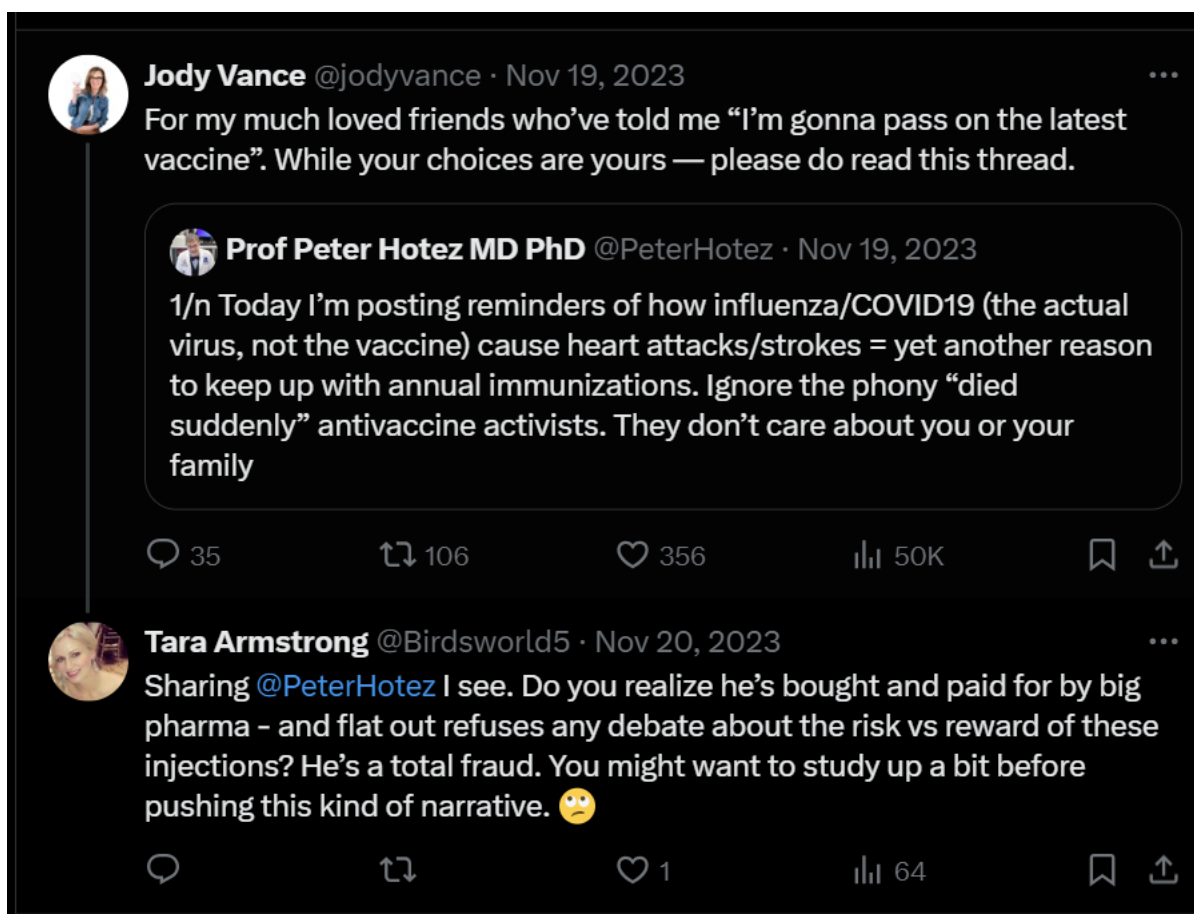 Jody Vance @jodyvance · Nov 19, 2023
For my much loved friends who’ve told me “I’m gonna pass on the latest
vaccine”. While your choices are yours — please do read this thread.
Prof Peter Hotez MD PhD @PeterHotez · Nov 19, 2023
1/n Today I’m posting reminders of how influenza/COVID19 (the actual
virus, not the vaccine) cause heart attacks/strokes = yet another reason
to keep up with annual immunizations. Ignore the phony “died
suddenly” antivaccine activists. They don’t care about you or your
family
35 106 356 50K
Tara Armstrong @Birdsworld5 · Nov 20, 2023
Sharing @PeterHotez I see. Do you realize he’s bought and paid for by big
pharma - and flat out refuses any debate about the risk vs reward of these
injections? He’s a total fraud. You might want to study up a bit before
pushing this kind of narrative. 🙄
1 64